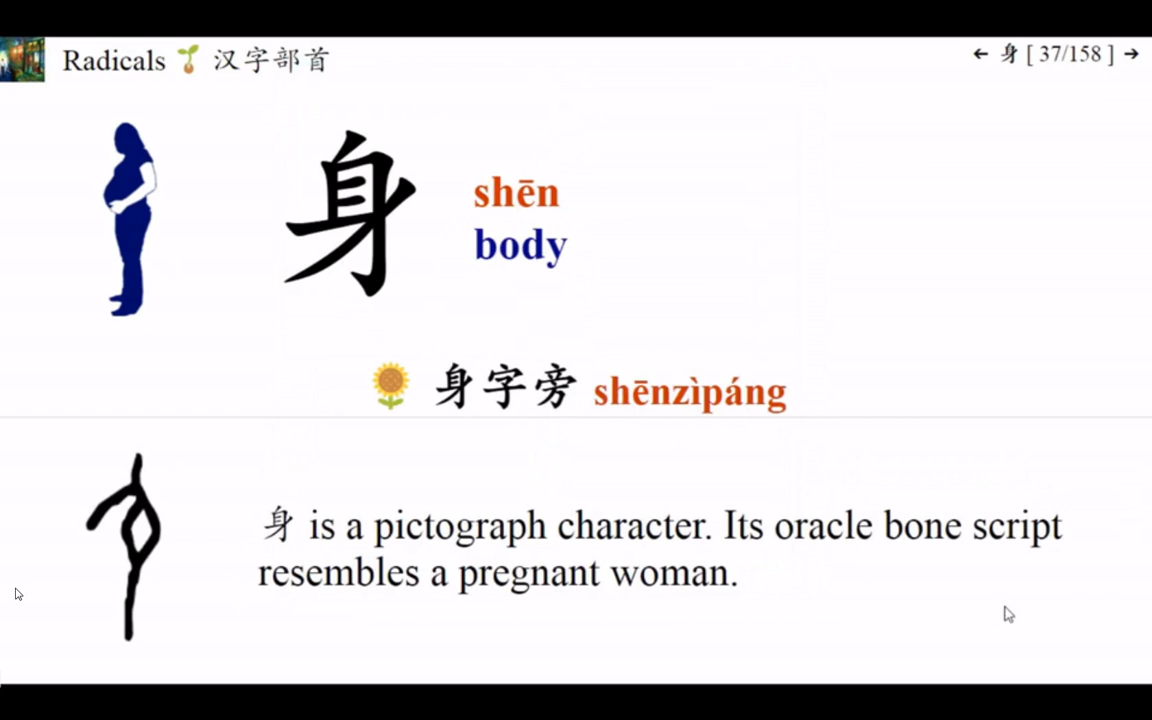 Radicals 🌱 汉字部首
← 身 [ 37/158 ] →
身
shēn
body
🌻 身字旁 shēnzìpáng
身 is a pictograph character. Its oracle bone script
resembles a pregnant woman.